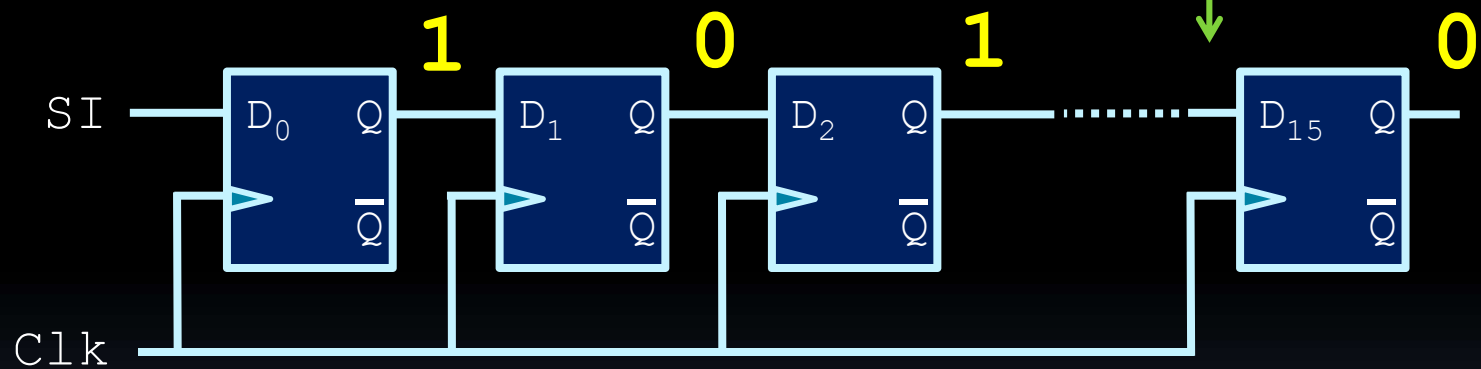 1 0 1 0
SI D₀ Q D₁ Q D₂ Q D₁₅ Q
Q̅ Q̅ Q̅ Q̅
Clk